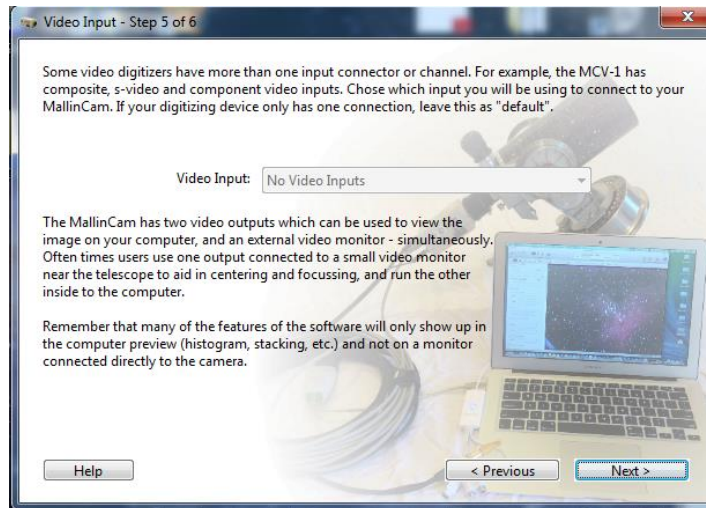 Video Input - Step 5 of 6
Some video digitizers have more than one input connector or channel. For example, the MCV-1 has
composite, s-video and component video inputs. Chose which input you will be using to connect to your
MallinCam. If your digitizing device only has one connection, leave this as "default".
Video Input: No Video Inputs
The MallinCam has two video outputs which can be used to view the
image on your computer, and an external video monitor - simultaneously.
Often times users use one output connected to a small video monitor
near the telescope to aid in centering and focussing, and run the other
inside to the computer.
Remember that many of the features of the software will only show up in
the computer preview (histogram, stacking, etc.) and not on a monitor
connected directly to the camera.
Help < Previous Next >